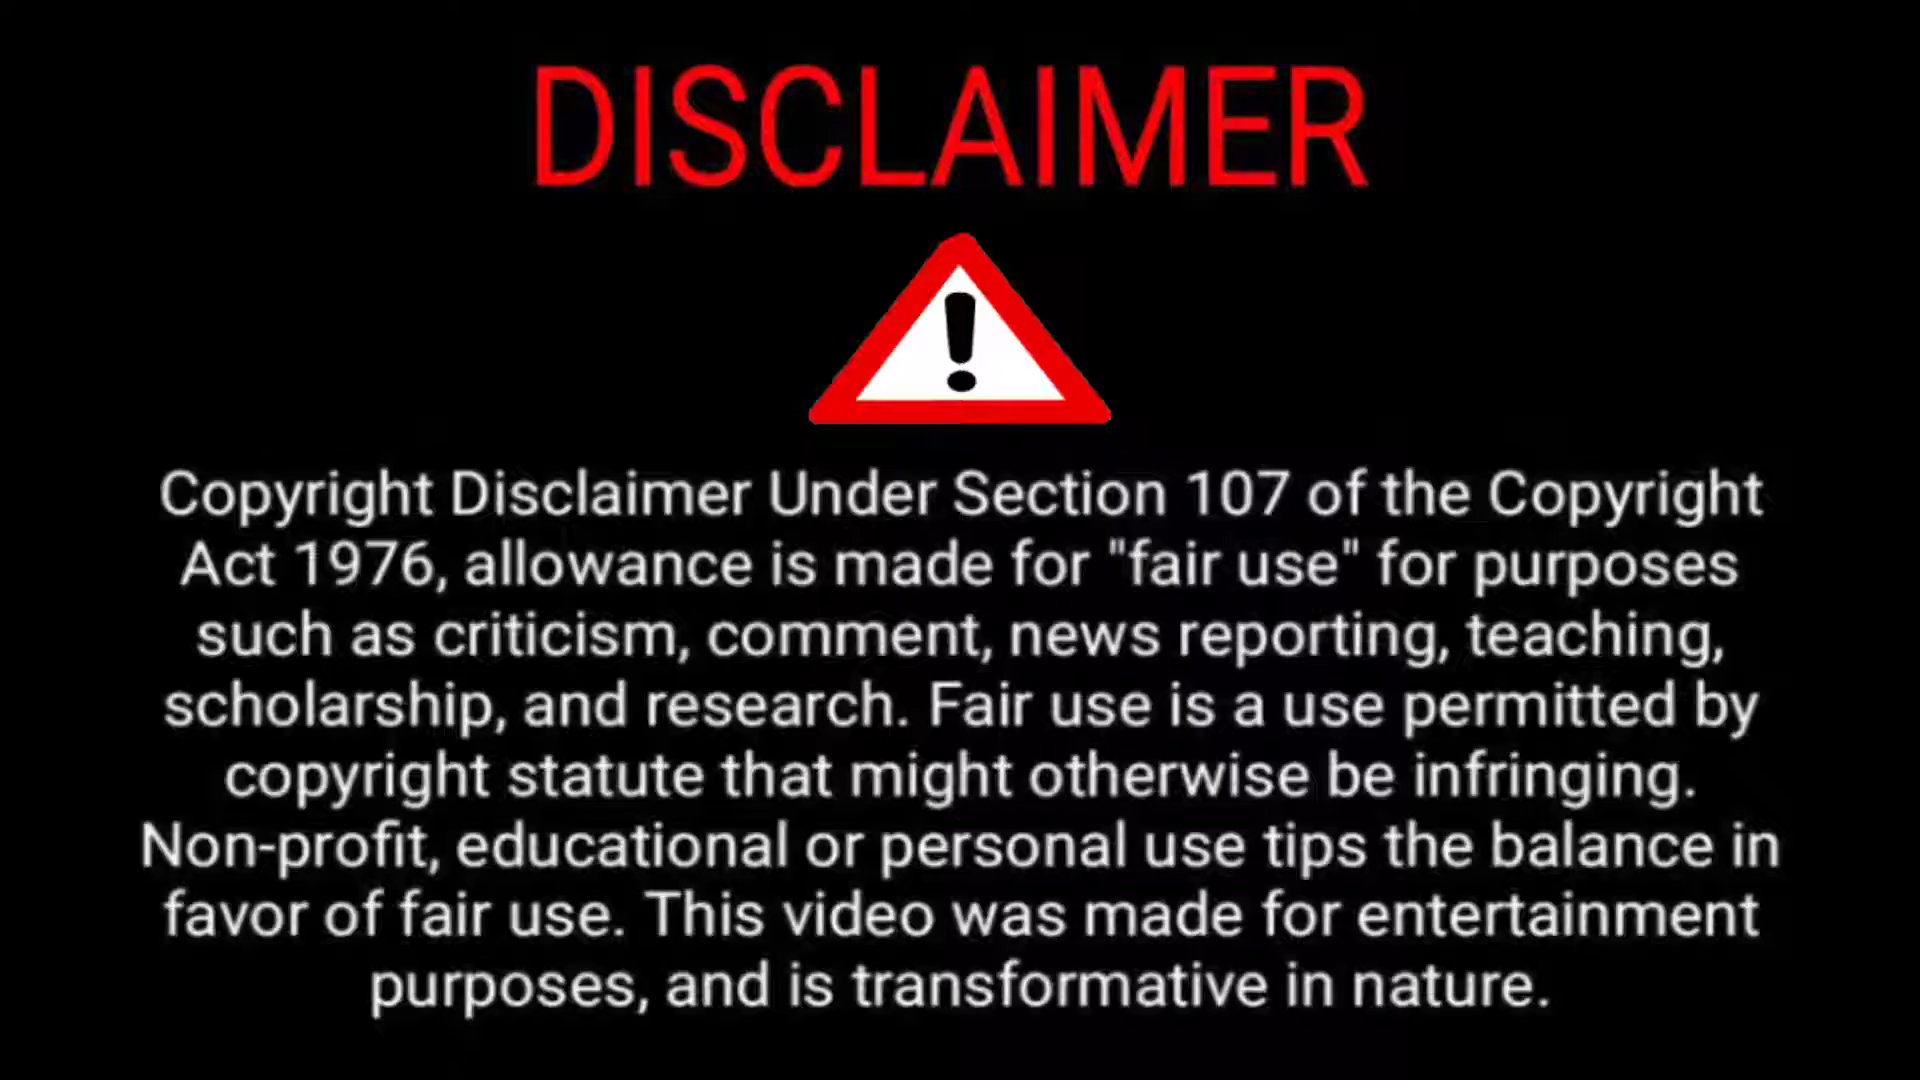 DISCLAIMER
!
Copyright Disclaimer Under Section 107 of the Copyright
Act 1976, allowance is made for "fair use" for purposes
such as criticism, comment, news reporting, teaching,
scholarship, and research. Fair use is a use permitted by
copyright statute that might otherwise be infringing.
Non-profit, educational or personal use tips the balance in
favor of fair use. This video was made for entertainment
purposes, and is transformative in nature.